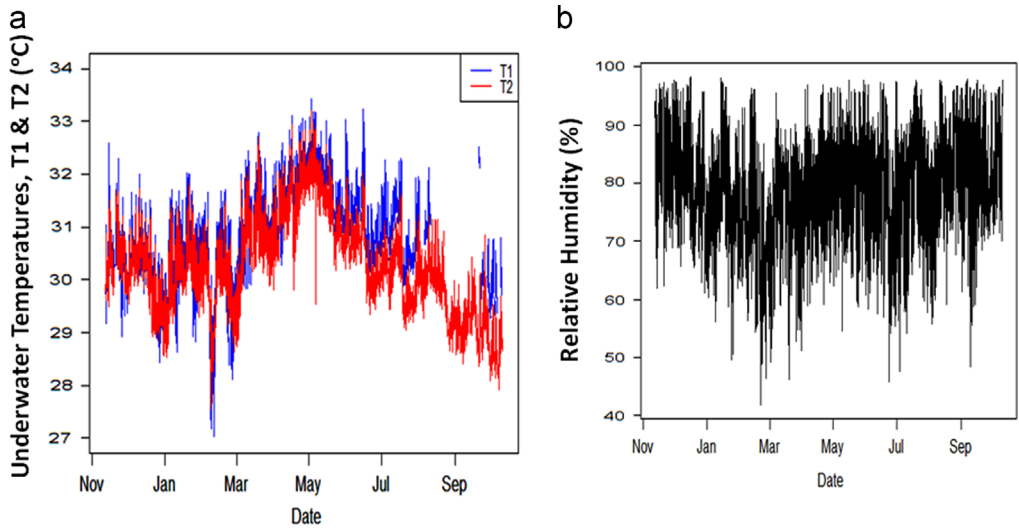 a
Underwater Temperatures, T1 & T2 (°C)
34
33
32
31
30
29
28
27
T1
T2
Nov Jan Mar May Jul Sep
Date
b
Relative Humidity (%)
100
90
80
70
60
50
40
Nov Jan Mar May Jul Sep
Date